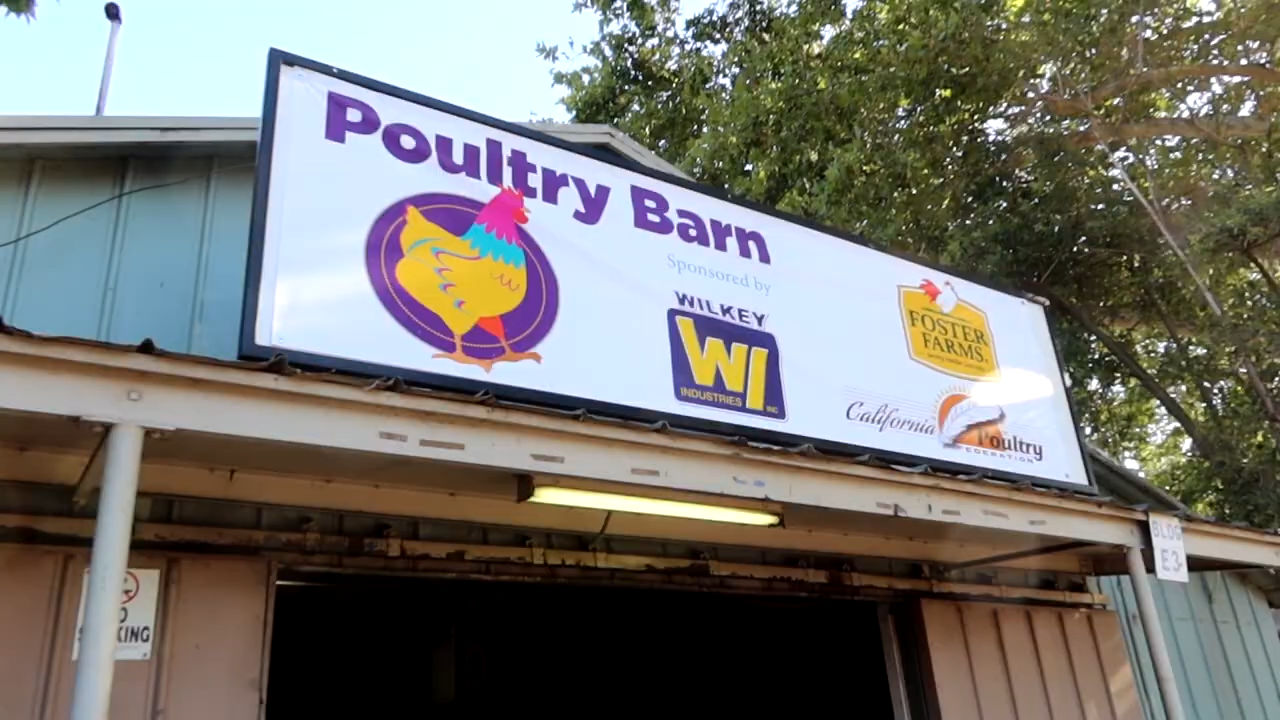 Poultry Barn
Sponsored by
WILKEY
WI
INDUSTRIES INC
FOSTER
FARMS
California
Poultry
FEDERATION
BLDG
E3
NO
SMOKING